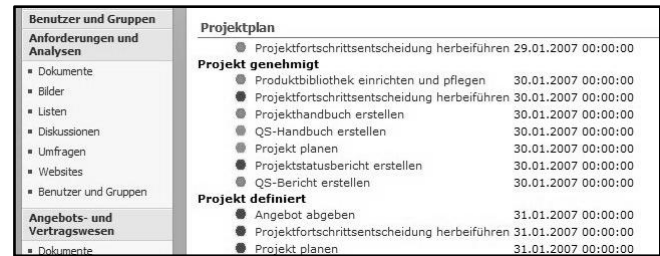 Benutzer und Gruppen
Anforderungen und
Analysen
Dokumente
Bilder
Listen
Diskussionen
Umfragen
Websites
Benutzer und Gruppen
Angebots- und
Vertragswesen
Dokumente
Projektplan
Projektfortschrittsentscheidung herbeiführen 29.01.2007 00:00:00
Projekt genehmigt
Produktbibliothek einrichten und pflegen 30.01.2007 00:00:00
Projektfortschrittsentscheidung herbeiführen 30.01.2007 00:00:00
Projekthandbuch erstellen 30.01.2007 00:00:00
QS-Handbuch erstellen 30.01.2007 00:00:00
Projekt planen 30.01.2007 00:00:00
Projektstatusbericht erstellen 30.01.2007 00:00:00
QS-Bericht erstellen 30.01.2007 00:00:00
Projekt definiert
Angebot abgeben 31.01.2007 00:00:00
Projektfortschrittsentscheidung herbeiführen 31.01.2007 00:00:00
Projekt planen 31.01.2007 00:00:00